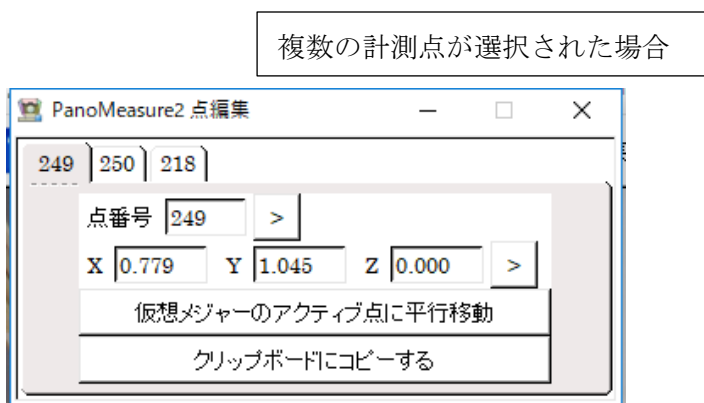 複数の計測点が選択された場合
PanoMeasure2 点編集
249 250 218
点番号 249 >
X 0.779 Y 1.045 Z 0.000 >
仮想メジャーのアクティブ点に平行移動
クリップボードにコピーする